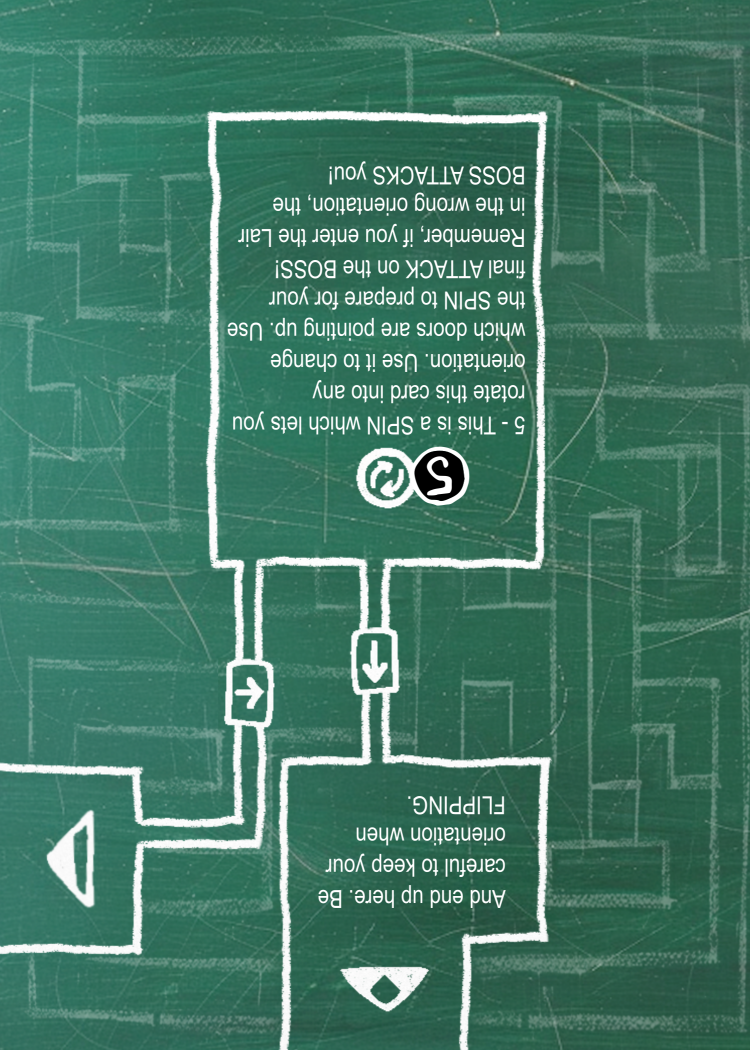 And end up here. Be
careful to keep your
orientation when
FLIPPING.
5
5 - This is a SPIN which lets you
rotate this card into any
orientation. Use it to change
which doors are pointing up. Use
the SPIN to prepare for your
final ATTACK on the BOSS!
Remember, if you enter the Lair
in the wrong orientation, the
BOSS ATTACKS you!